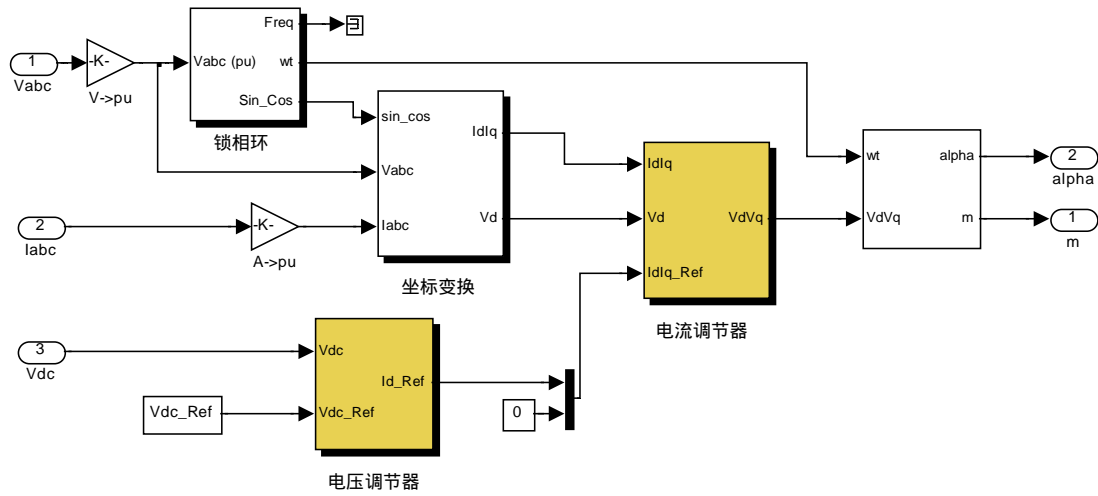 1
Vabc
-K-
V->pu
Vabc (pu)
Freq
wt
Sin_Cos
锁相环
sin_cos
Vabc
Iabc
IdIq
Vd
坐标变换
2
Iabc
-K-
A->pu
IdIq
Vd
IdIq_Ref
VdVq
电流调节器
wt
VdVq
alpha
m
2
alpha
1
m
3
Vdc
Vdc_Ref
Vdc
Vdc_Ref
Id_Ref
电压调节器
0